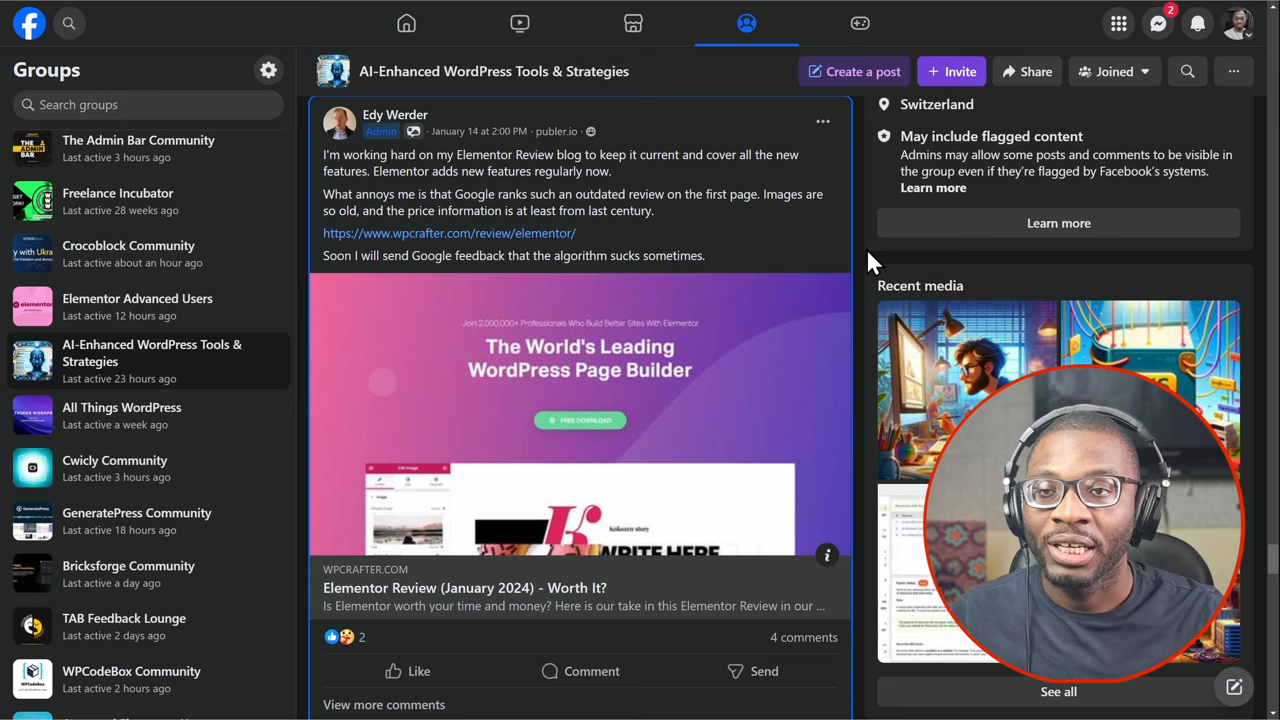 2
Groups
AI-Enhanced WordPress Tools & Strategies
Create a post
+ Invite
Share
Joined
Search groups
The Admin Bar Community
Last active 3 hours ago
Freelance Incubator
Last active 28 weeks ago
Crocoblock Community
Last active about an hour ago
Elementor Advanced Users
Last active 12 hours ago
AI-Enhanced WordPress Tools &
Strategies
Last active 23 hours ago
All Things WordPress
Last active a week ago
Cwicly Community
Last active 6 hours ago
GeneratePress Community
Last active 18 hours ago
Bricksforge Community
Last active a day ago
TAB Feedback Lounge
Last active 2 days ago
WPCodeBox Community
Last active 2 hours ago
Edy Werder
Admin · January 14 at 2:00 PM · publer.io ·
I'm working hard on my Elementor Review blog to keep it current and cover all the new
features. Elementor adds new features regularly now.
What annoys me is that Google ranks such an outdated review on the first page. Images are
so old, and the price information is at least from last century.
https://www.wpcrafter.com/review/elementor/
Soon I will send Google feedback that the algorithm sucks sometimes.
Join 2,000,000+ Professionals Who Build Better Sites With Elementor
The World's Leading
WordPress Page Builder
FREE DOWNLOAD
Edit Image
Kokozen story
WRITE HERE
WPCRAFTER.COM
Elementor Review (January 2024) - Worth It?
Is Elementor worth your time and money? Here is our take in this Elementor Review in our ...
2
4 comments
Like
Comment
Send
View more comments
Switzerland
May include flagged content
Admins may allow some posts and comments to be visible in
the group even if they're flagged by Facebook's systems.
Learn more
Learn more
Recent media
See all